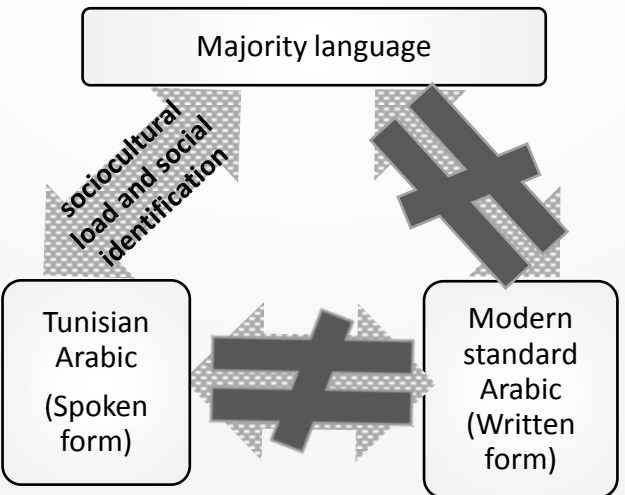 Majority language
sociocultural
load and social
identification
Tunisian
Arabic
(Spoken
form)
Modern
standard
Arabic
(Written
form)